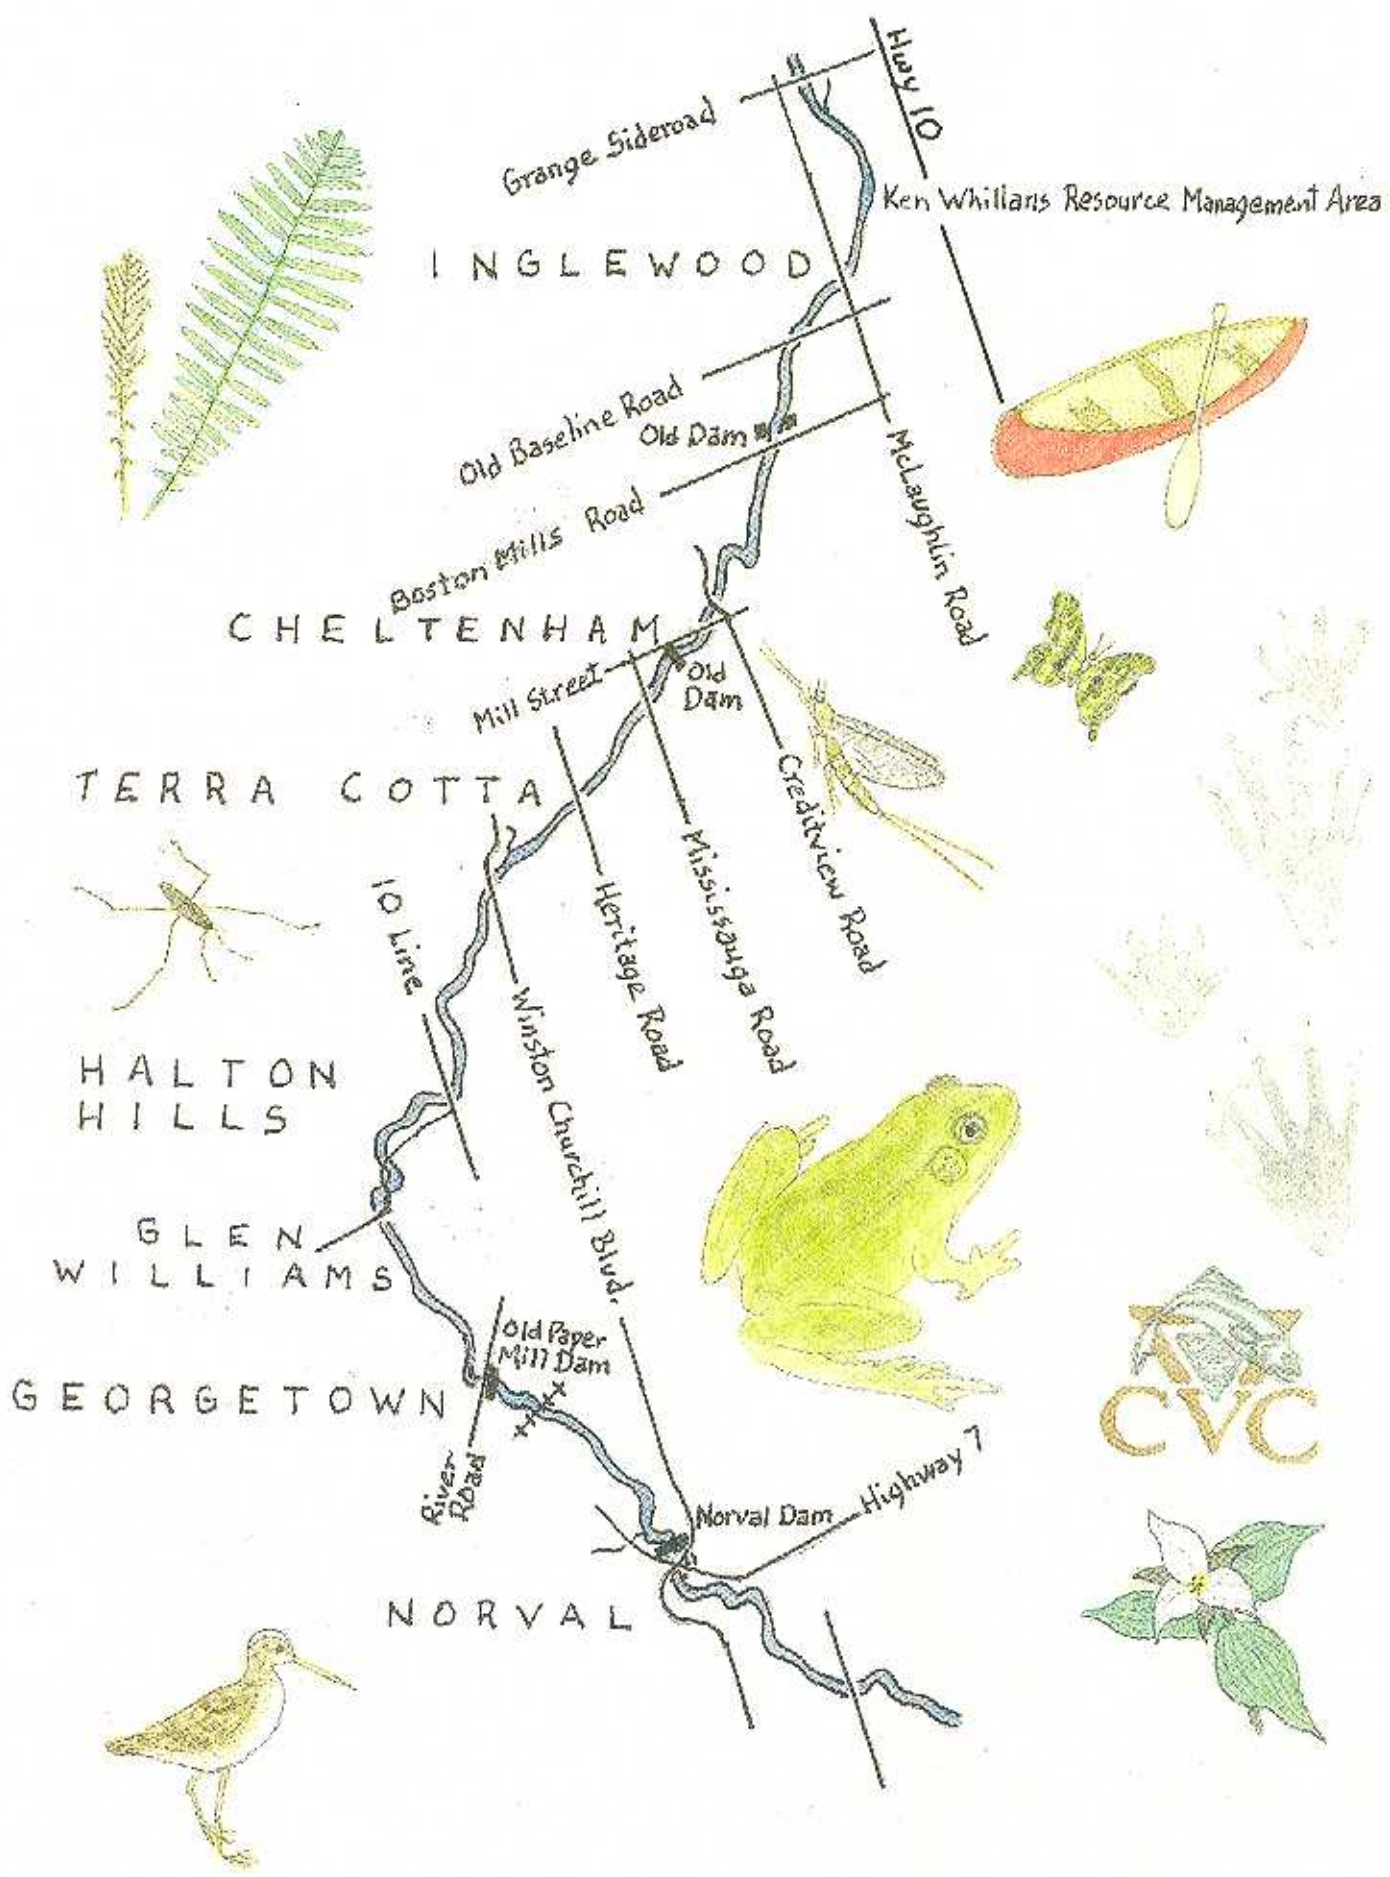 Hwy 10
Grange Sideroad
Ken Whillans Resource Management Area
INGLEWOOD
Old Baseline Road
Old Dam
McLaughlin Road
Boston Mills Road
CHELTENHAM
Old
Dam
Mill Street
Creditview Road
TERRA COTTA
Mississauga Road
Heritage Road
10 Line
Winston Churchill Blvd.
HALTON
HILLS
GLEN
WILLIAMS
Old Paper
Mill Dam
GEORGETOWN
CVC
River
Road
Highway 7
Norval Dam
NORVAL